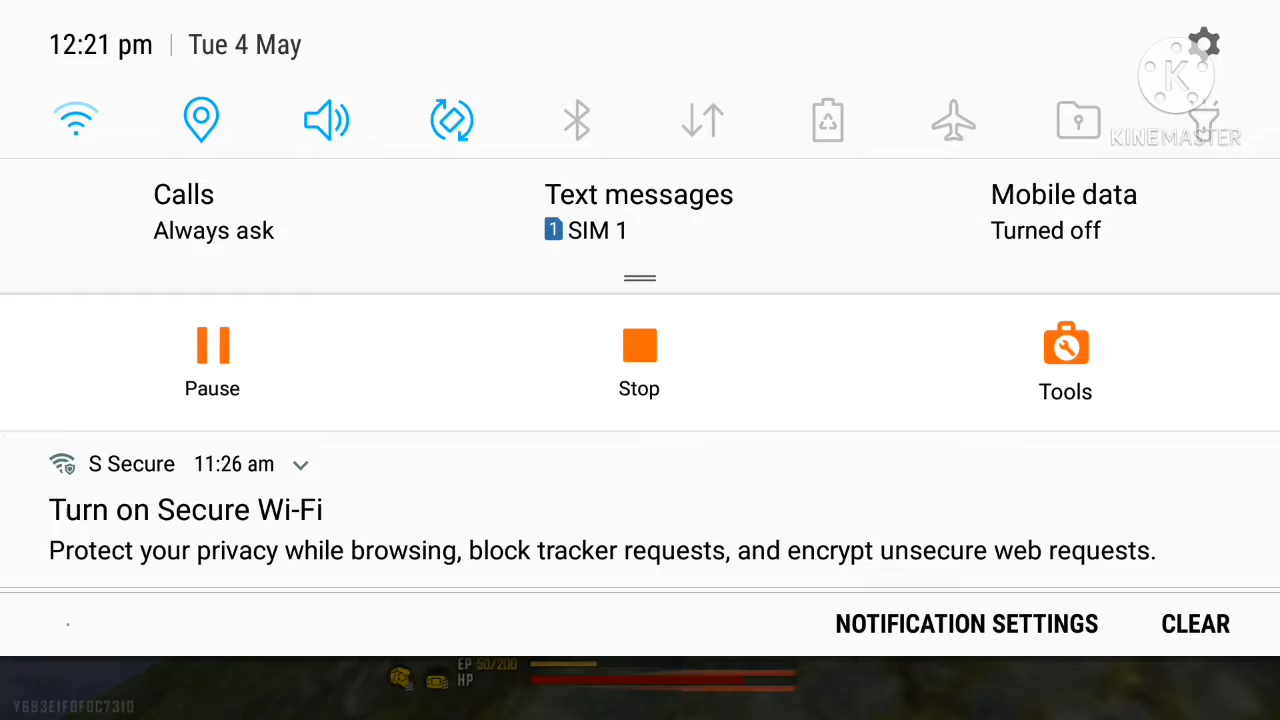 12:21 pm | Tue 4 May
K
KINEMASTER
Calls
Always ask
Text messages
1 SIM 1
Mobile data
Turned off
Pause
Stop
Tools
S Secure 11:26 am
Turn on Secure Wi-Fi
Protect your privacy while browsing, block tracker requests, and encrypt unsecure web requests.
NOTIFICATION SETTINGS
CLEAR
EP 50/200
HP